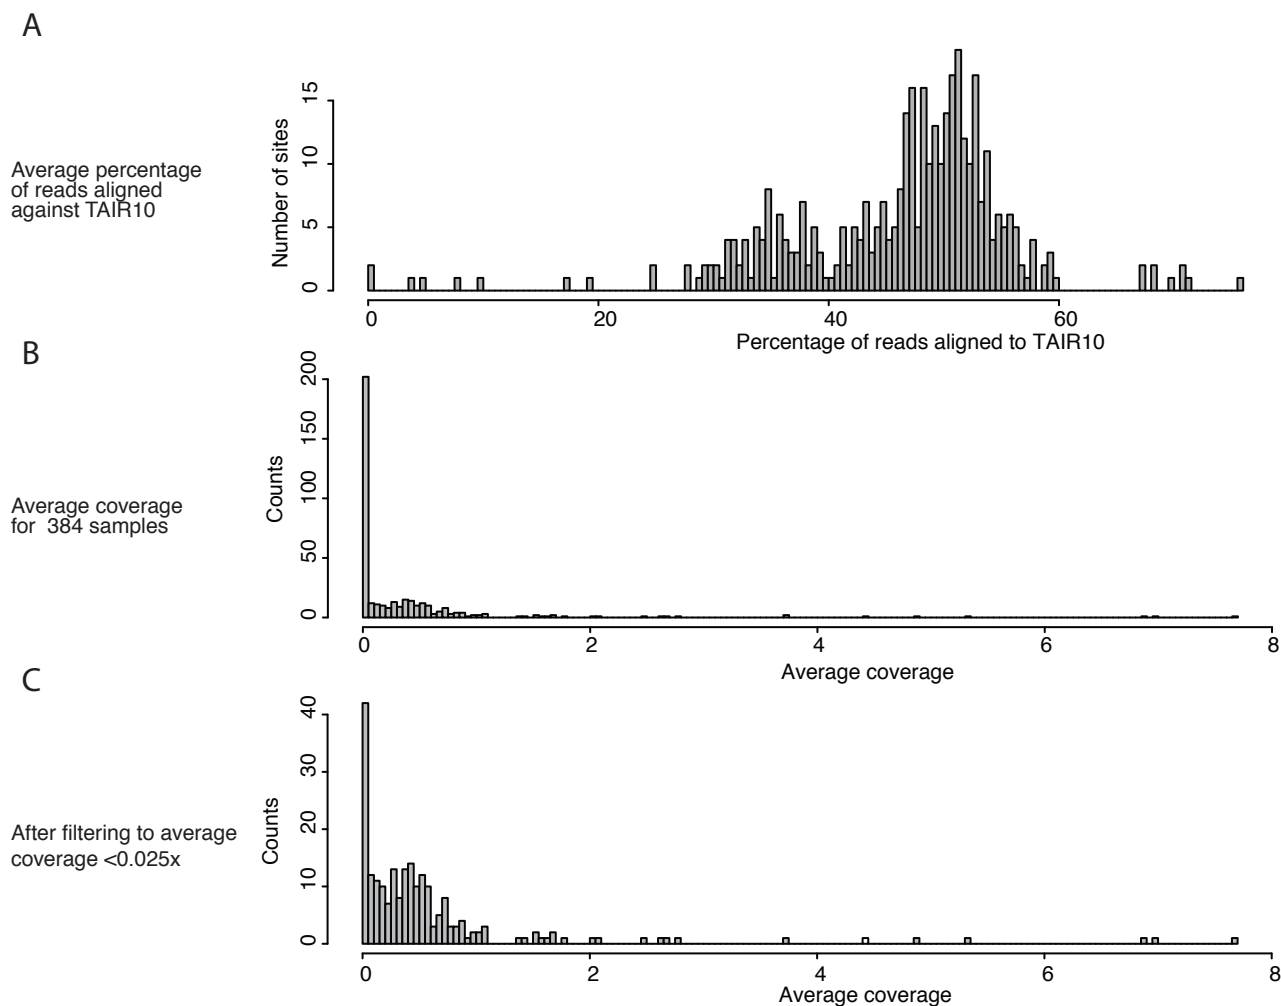 A
Average percentage
of reads aligned
against TAIR10
Number of sites
0
5
10
15
0
20
40
60
Percentage of reads aligned to TAIR10
B
Average coverage
for  384 samples
Counts
0
50
100
150
200
0
2
4
6
8
Average coverage
C
After filtering to average
coverage <0.025x
Counts
0
10
20
30
40
0
2
4
6
8
Average coverage